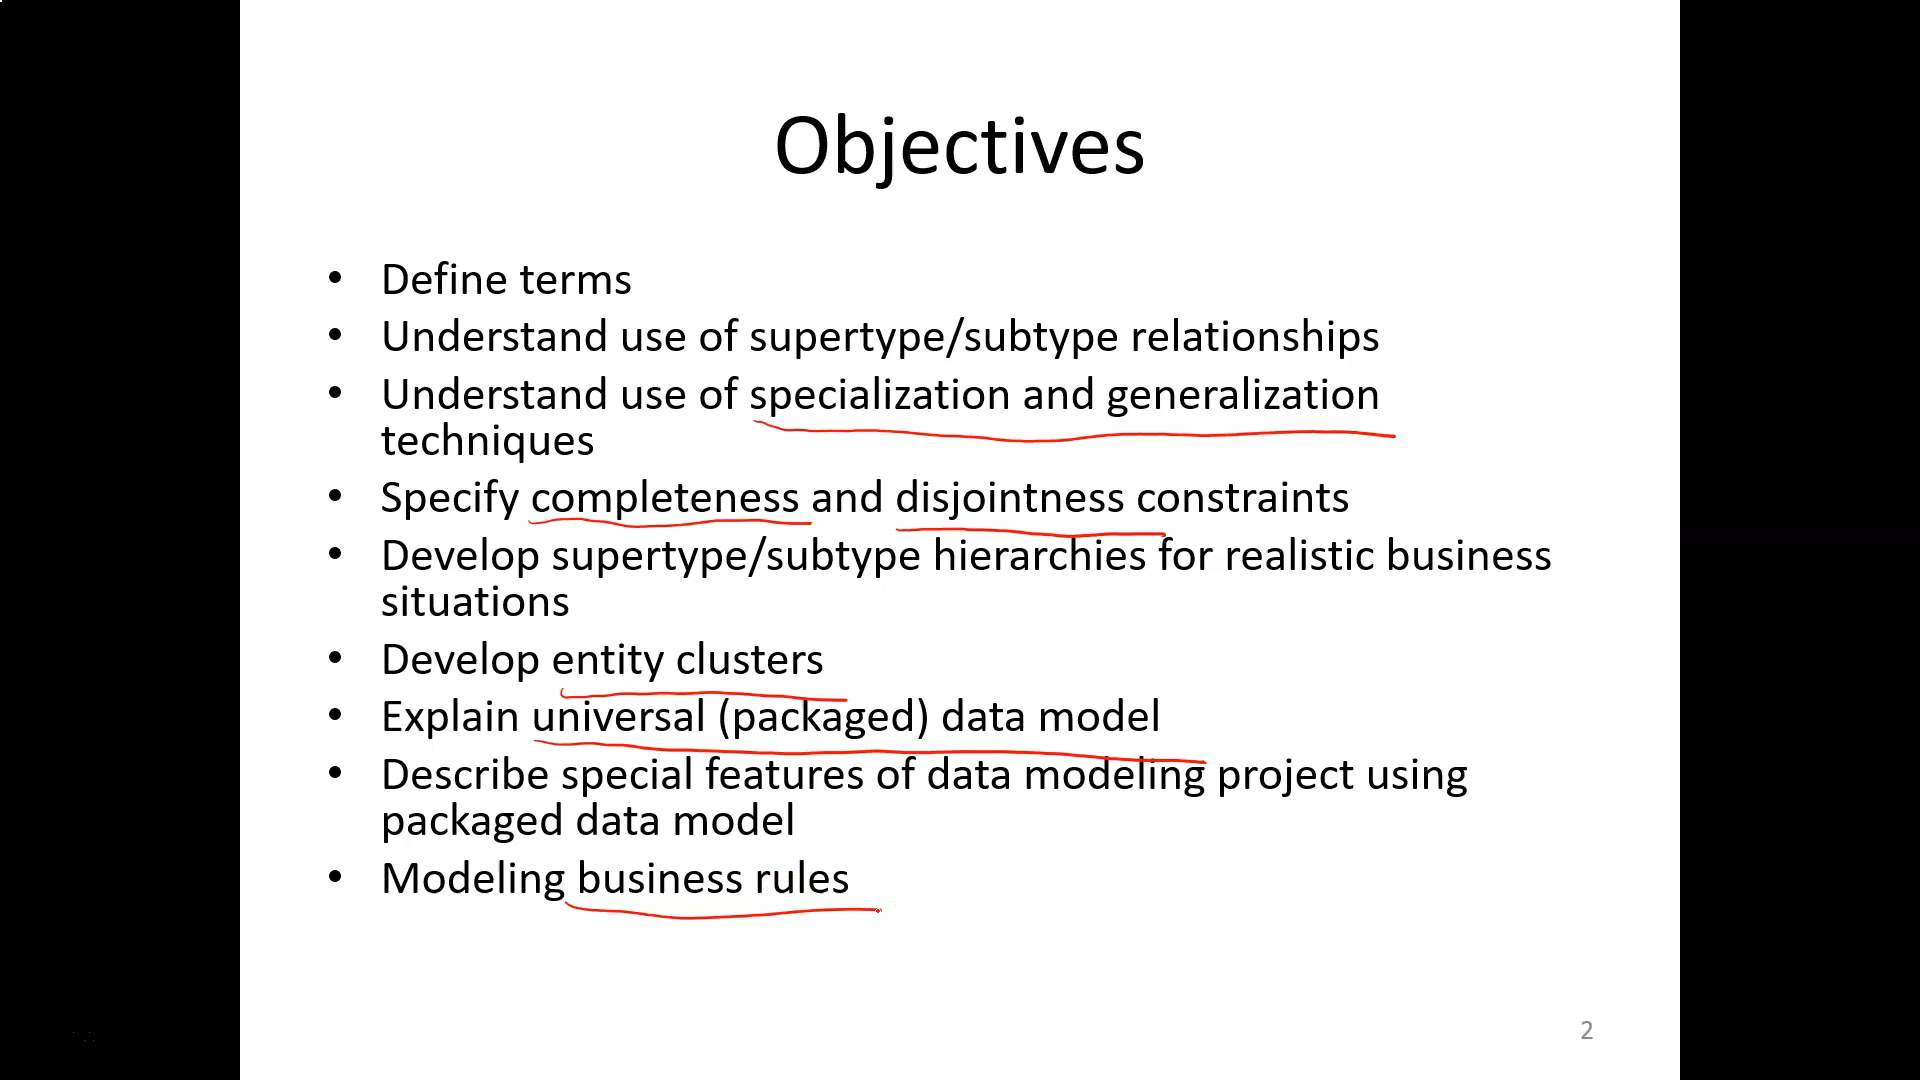 Objectives
• Define terms
• Understand use of supertype/subtype relationships
• Understand use of specialization and generalization
techniques
• Specify completeness and disjointness constraints
• Develop supertype/subtype hierarchies for realistic business
situations
• Develop entity clusters
• Explain universal (packaged) data model
• Describe special features of data modeling project using
packaged data model
• Modeling business rules
2